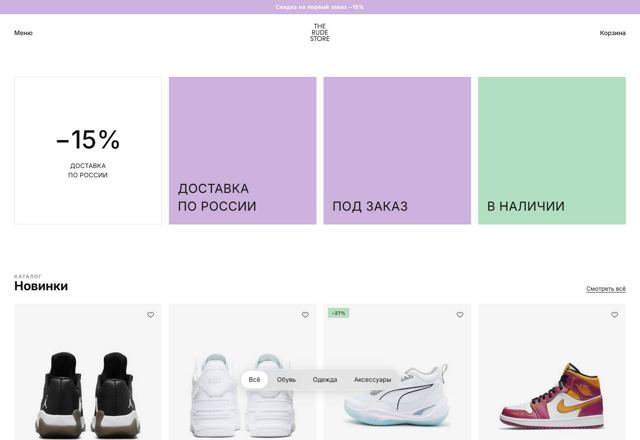 Скидка на первый заказ −15%
Меню
THE
RUDE
STORE
Корзина
−15%
ДОСТАВКА
ПО РОССИИ
ДОСТАВКА
ПО РОССИИ
ПОД ЗАКАЗ
В НАЛИЧИИ
КАТАЛОГ
Новинки
Смотреть всё
−27%
Всё
Обувь
Одежда
Аксессуары